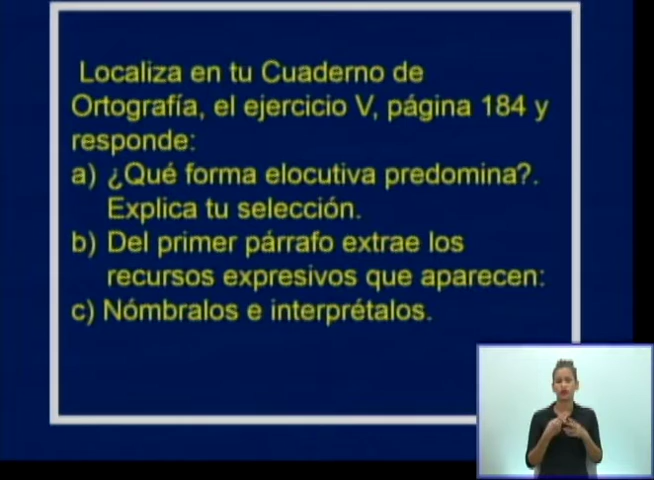 Localiza en tu Cuaderno de
Ortografía, el ejercicio V, página 184 y
responde:
a) ¿Qué forma elocutiva predomina?.
Explica tu selección.
b) Del primer párrafo extrae los
recursos expresivos que aparecen:
c) Nómbralos e interprétalos.